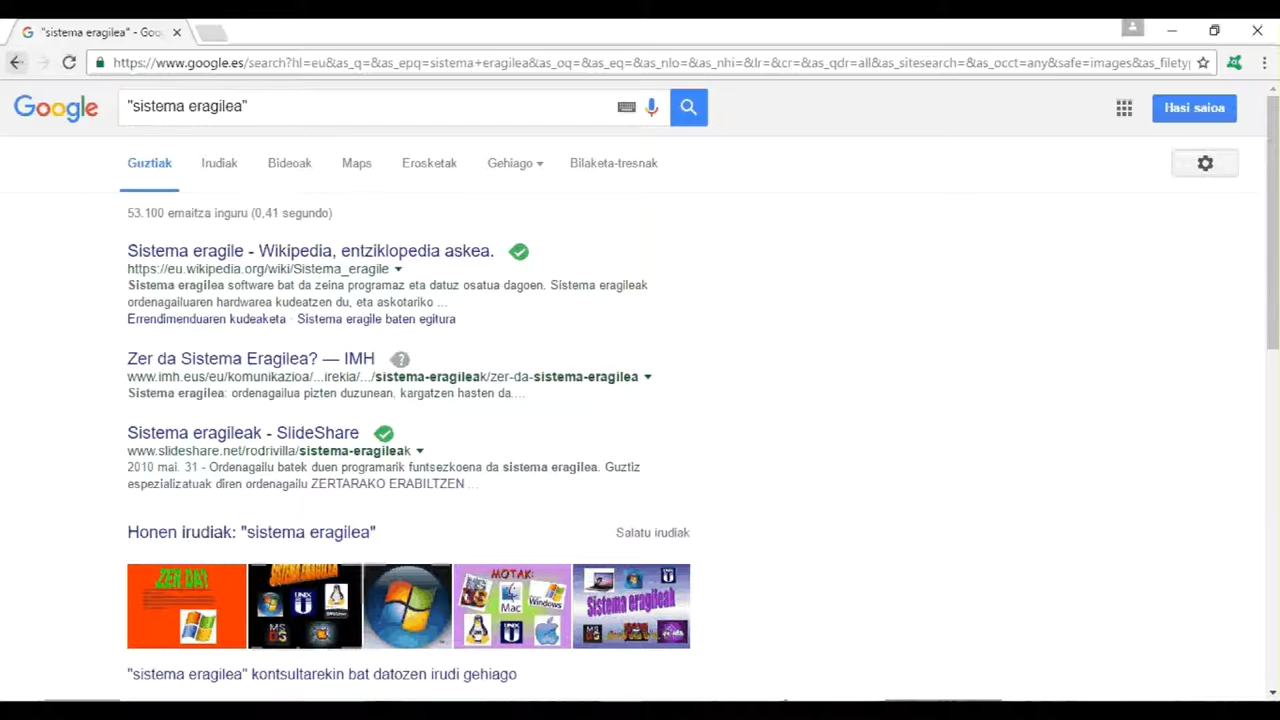 "sistema eragilea" - Goo
https://www.google.es/search?hl=eu&as_q=&as_epq=sistema+eragilea&as_oq=&as_eq=&as_nlo=&as_nhi=&lr=&cr=&as_qdr=all&as_sitesearch=&as_occt=any&safe=images&as_filetyp
Google
"sistema eragilea"
Hasi saioa
Guztiak Irudiak Bideoak Maps Erosketak Gehiago Bilaketa-tresnak
53.100 emaitza inguru (0,41 segundo)
Sistema eragile - Wikipedia, entziklopedia askea.
https://eu.wikipedia.org/wiki/Sistema_eragile
Sistema eragilea software bat da zeina programaz eta datuz osatua dagoen. Sistema eragileak
ordenagailuaren hardwarea kudeatzen du, eta askotariko ...
Errendimenduaren kudeaketa · Sistema eragile baten egitura
Zer da Sistema Eragilea? — IMH
?
www.imh.eus/eu/komunikazioa/...irekia/.../sistema-eragileak/zer-da-sistema-eragilea
Sistema eragilea: ordenagailua pizten duzunean, kargatzen hasten da....
Sistema eragileak - SlideShare
www.slideshare.net/rodrivilla/sistema-eragileak
2010 mai. 31 - Ordenagailu batek duen programarik funtsezkoena da sistema eragilea. Guztiz
espezializatuak diren ordenagailu ZERTARAKO ERABILTZEN ...
Honen irudiak: "sistema eragilea"
Salatu irudiak
ZER DA?
UNIX
MS
MOTAK:
Mac
Windows
Sistema eragileak
"sistema eragilea" kontsultarekin bat datozen irudi gehiago